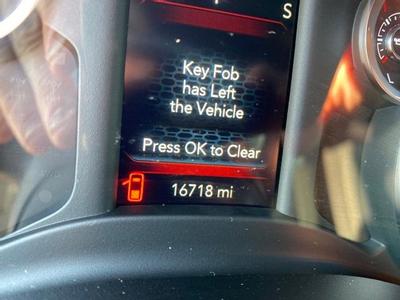 S
Key Fob
has Left
the Vehicle
Press OK to Clear
16718 mi
L